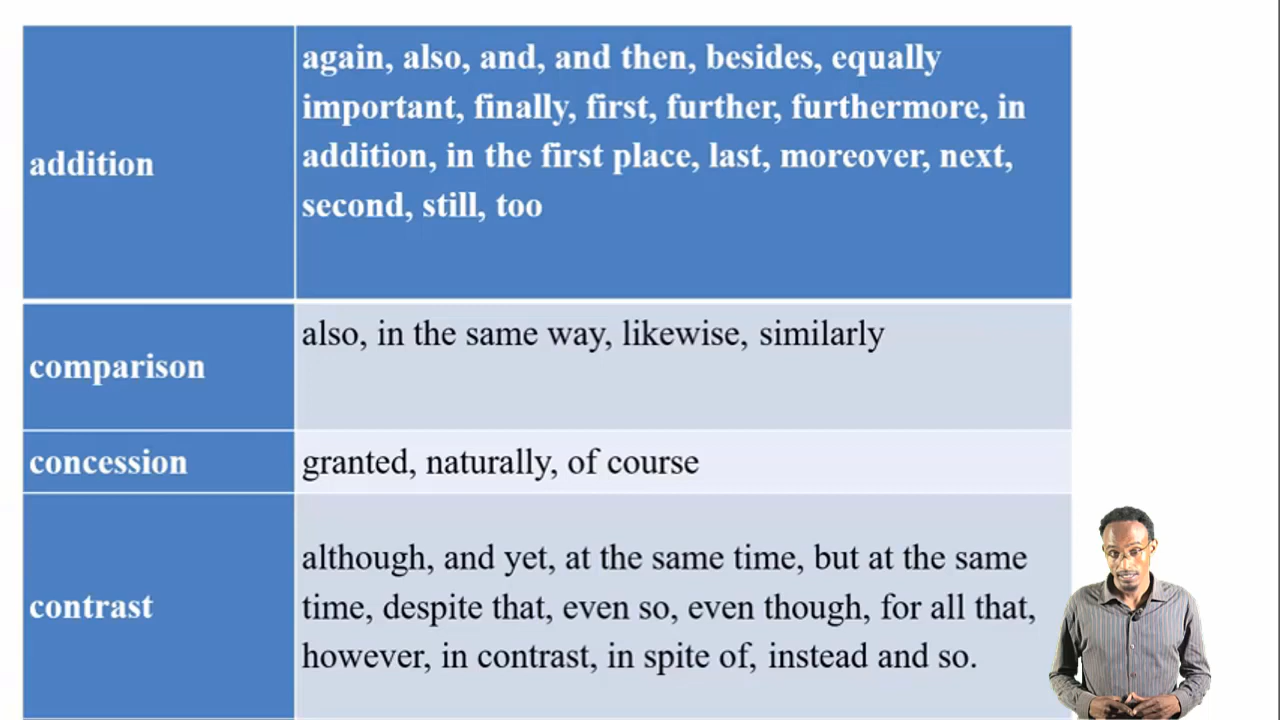 again, also, and, and then, besides, equally
important, finally, first, further, furthermore, in
addition
addition, in the first place, last, moreover, next,
second, still, too
comparison
also, in the same way, likewise, similarly
concession
granted, naturally, of course
contrast
although, and yet, at the same time, but at the same
time, despite that, even so, even though, for all that,
however, in contrast, in spite of, instead and so.